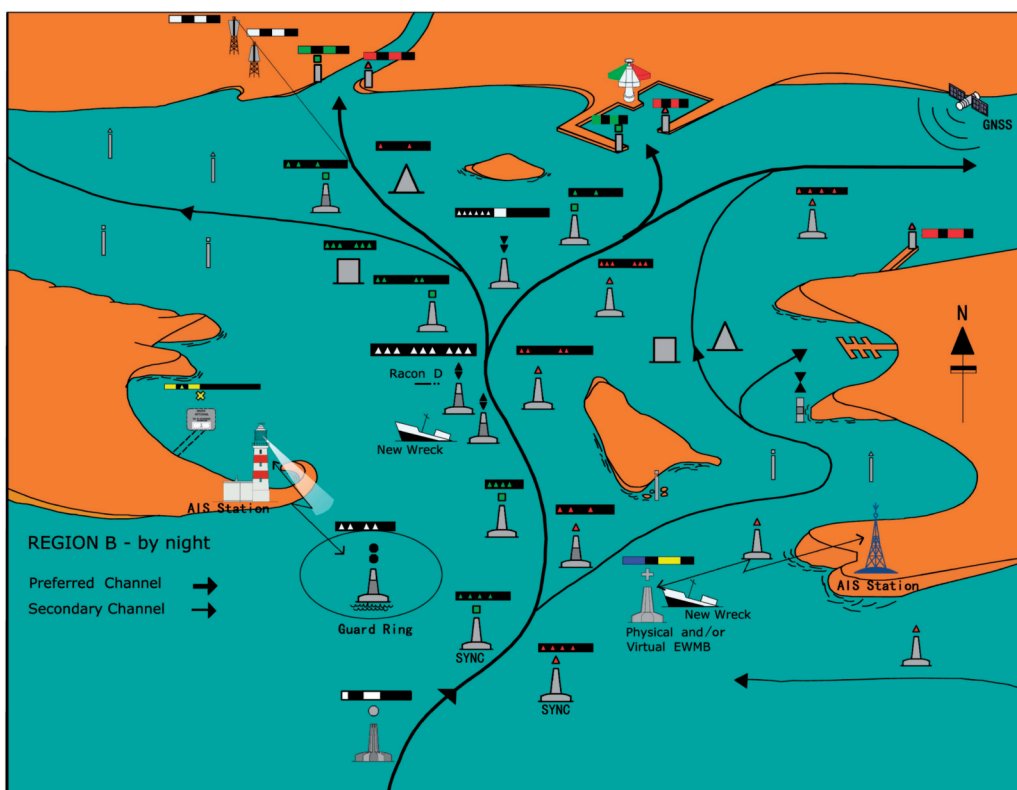 GNSS
Racon D
New Wreck
N
AIS Station
REGION B - by night
Preferred Channel
Secondary Channel
Guard Ring
SYNC
SYNC
New Wreck
Physical and/or
Virtual EWMB
AIS Station